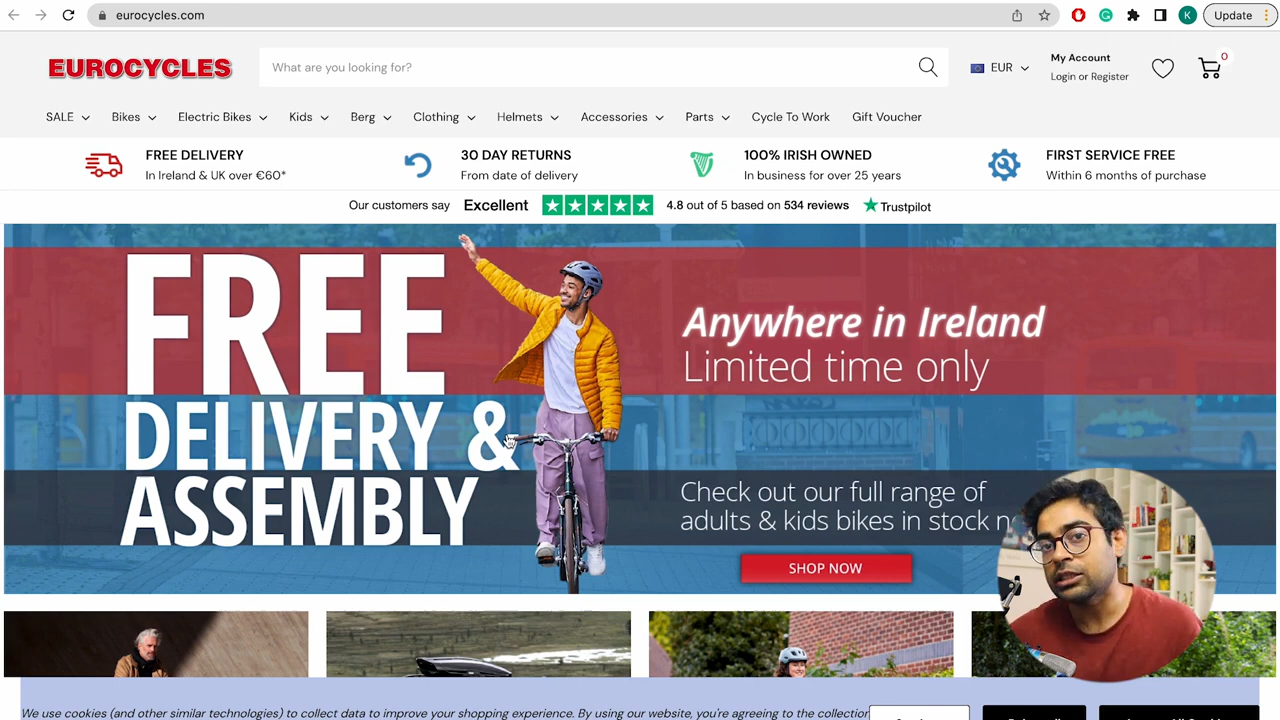 eurocycles.com
K
Update
EUROCYCLES
What are you looking for?
EUR
My Account
Login or Register
0
SALE Bikes Electric Bikes Kids Berg Clothing Helmets Accessories Parts Cycle To Work Gift Voucher
FREE DELIVERY
In Ireland & UK over €60*
30 DAY RETURNS
From date of delivery
100% IRISH OWNED
In business for over 25 years
FIRST SERVICE FREE
Within 6 months of purchase
Our customers say Excellent 4.8 out of 5 based on 534 reviews Trustpilot
FREE
DELIVERY &
ASSEMBLY
Anywhere in Ireland
Limited time only
Check out our full range of
adults & kids bikes in stock n
SHOP NOW
We use cookies (and other similar technologies) to collect data to improve your shopping experience. By using our website, you're agreeing to the collection